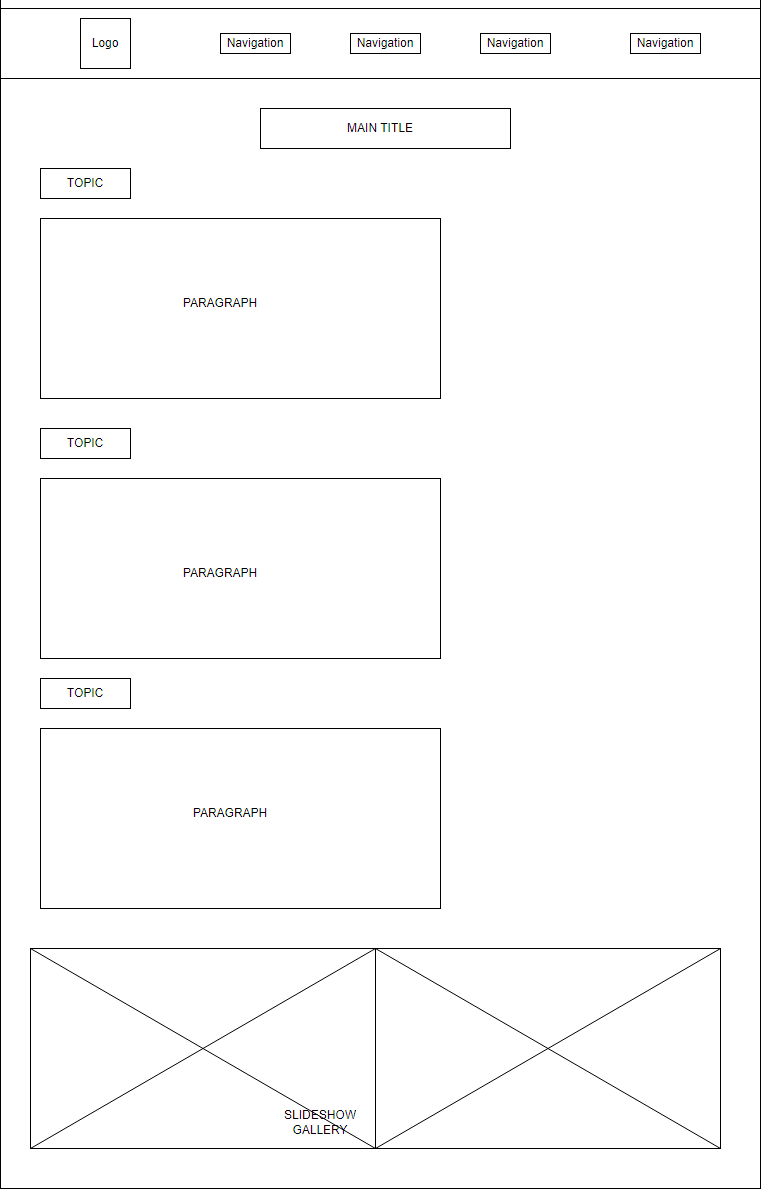 Logo
Navigation
Navigation
Navigation
Navigation
MAIN TITLE
TOPIC
PARAGRAPH
TOPIC
PARAGRAPH
TOPIC
PARAGRAPH
SLIDESHOW
GALLERY